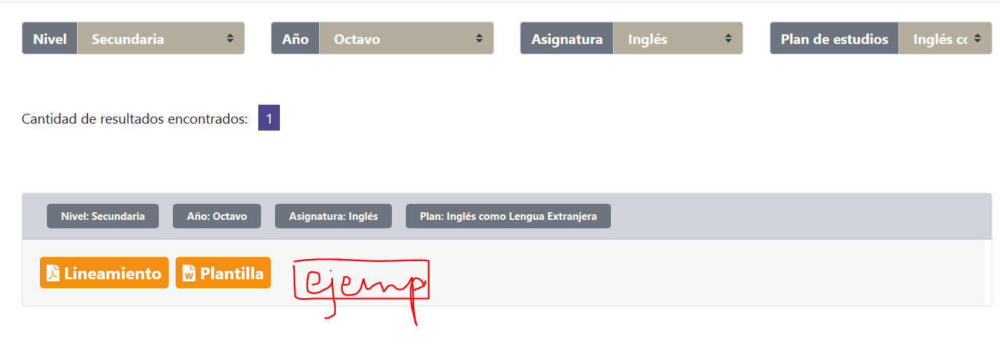 Nivel Secundaria Año Octavo Asignatura Inglés Plan de estudios Inglés co
Cantidad de resultados encontrados: 1
Nivel: Secundaria Año: Octavo Asignatura: Inglés Plan: Inglés como Lengua Extranjera
Lineamiento Plantilla ejemp